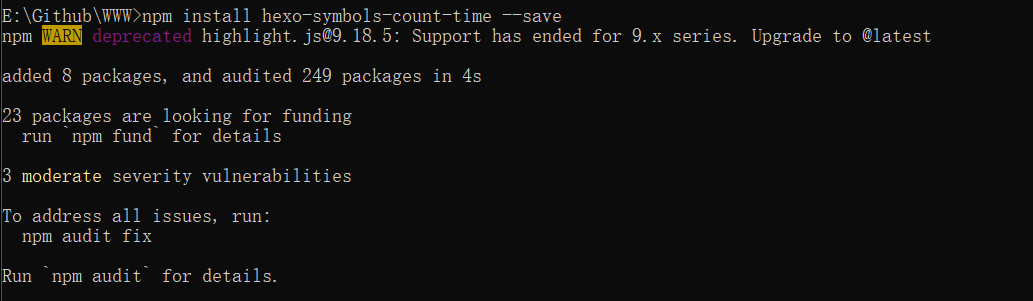 E:\Github\WWW>npm install hexo-symbols-count-time --save
npm WARN deprecated highlight.js@9.18.5: Support has ended for 9.x series. Upgrade to @latest
added 8 packages, and audited 249 packages in 4s
23 packages are looking for funding
  run `npm fund` for details
3 moderate severity vulnerabilities
To address all issues, run:
  npm audit fix
Run `npm audit` for details.